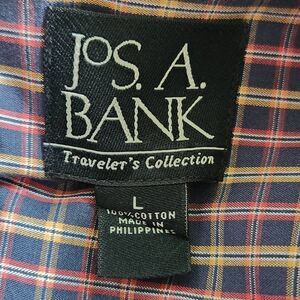 JOS. A.
BANK
Traveler's Collection
L
100% COTTON
MADE IN
PHILIPPINES